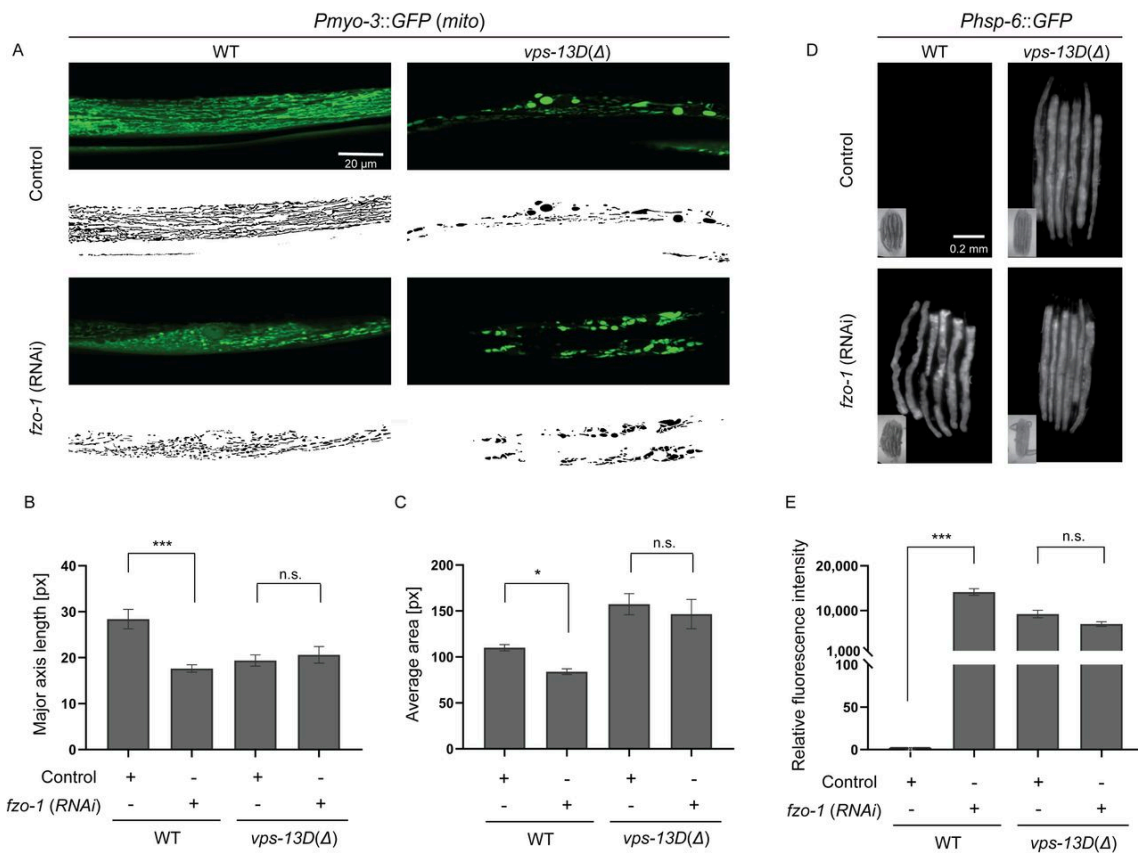 Pmyo-3::GFP (mito)
A
WT
vps-13D(Δ)
Control
20 µm
fzo-1 (RNAi)
Phsp-6::GFP
D
WT
vps-13D(Δ)
Control
0.2 mm
fzo-1 (RNAi)
B
Major axis length [px]
40
30
20
10
0
***
n.s.
Control
+ - + -
fzo-1 (RNAi)
- + - +
WT
vps-13D(Δ)
C
Average area [px]
200
150
100
50
0
*
n.s.
+ - + -
- + - +
WT
vps-13D(Δ)
E
Relative fluorescence intensity
20,000
10,000
1,000
100
50
0
***
n.s.
Control
+ - + -
fzo-1 (RNAi)
- + - +
WT
vps-13D(Δ)